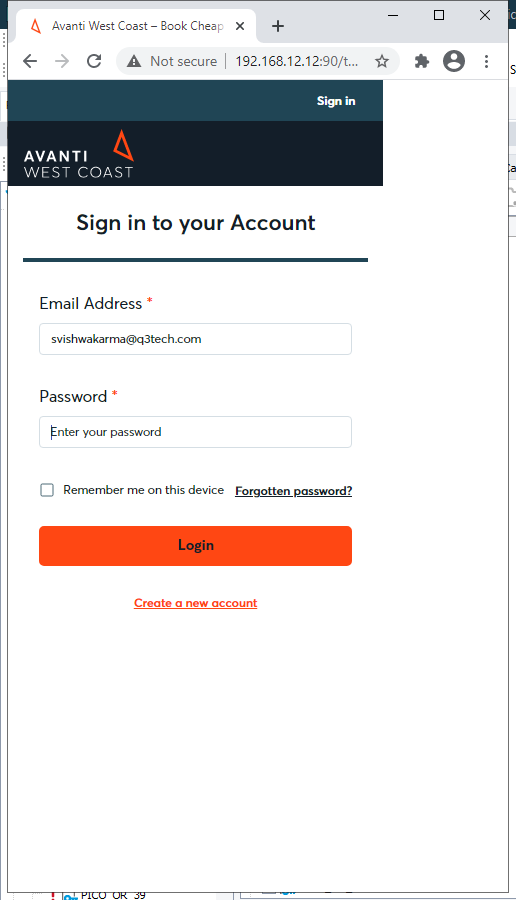 Avanti West Coast – Book Cheap
Not secure
192.168.12.12:90/t...
Sign in
AVANTI
WEST COAST
Sign in to your Account
Email Address *
svishwakarma@q3tech.com
Password *
Enter your password
Remember me on this device
Forgotten password?
Login
Create a new account
PICO_OR_39